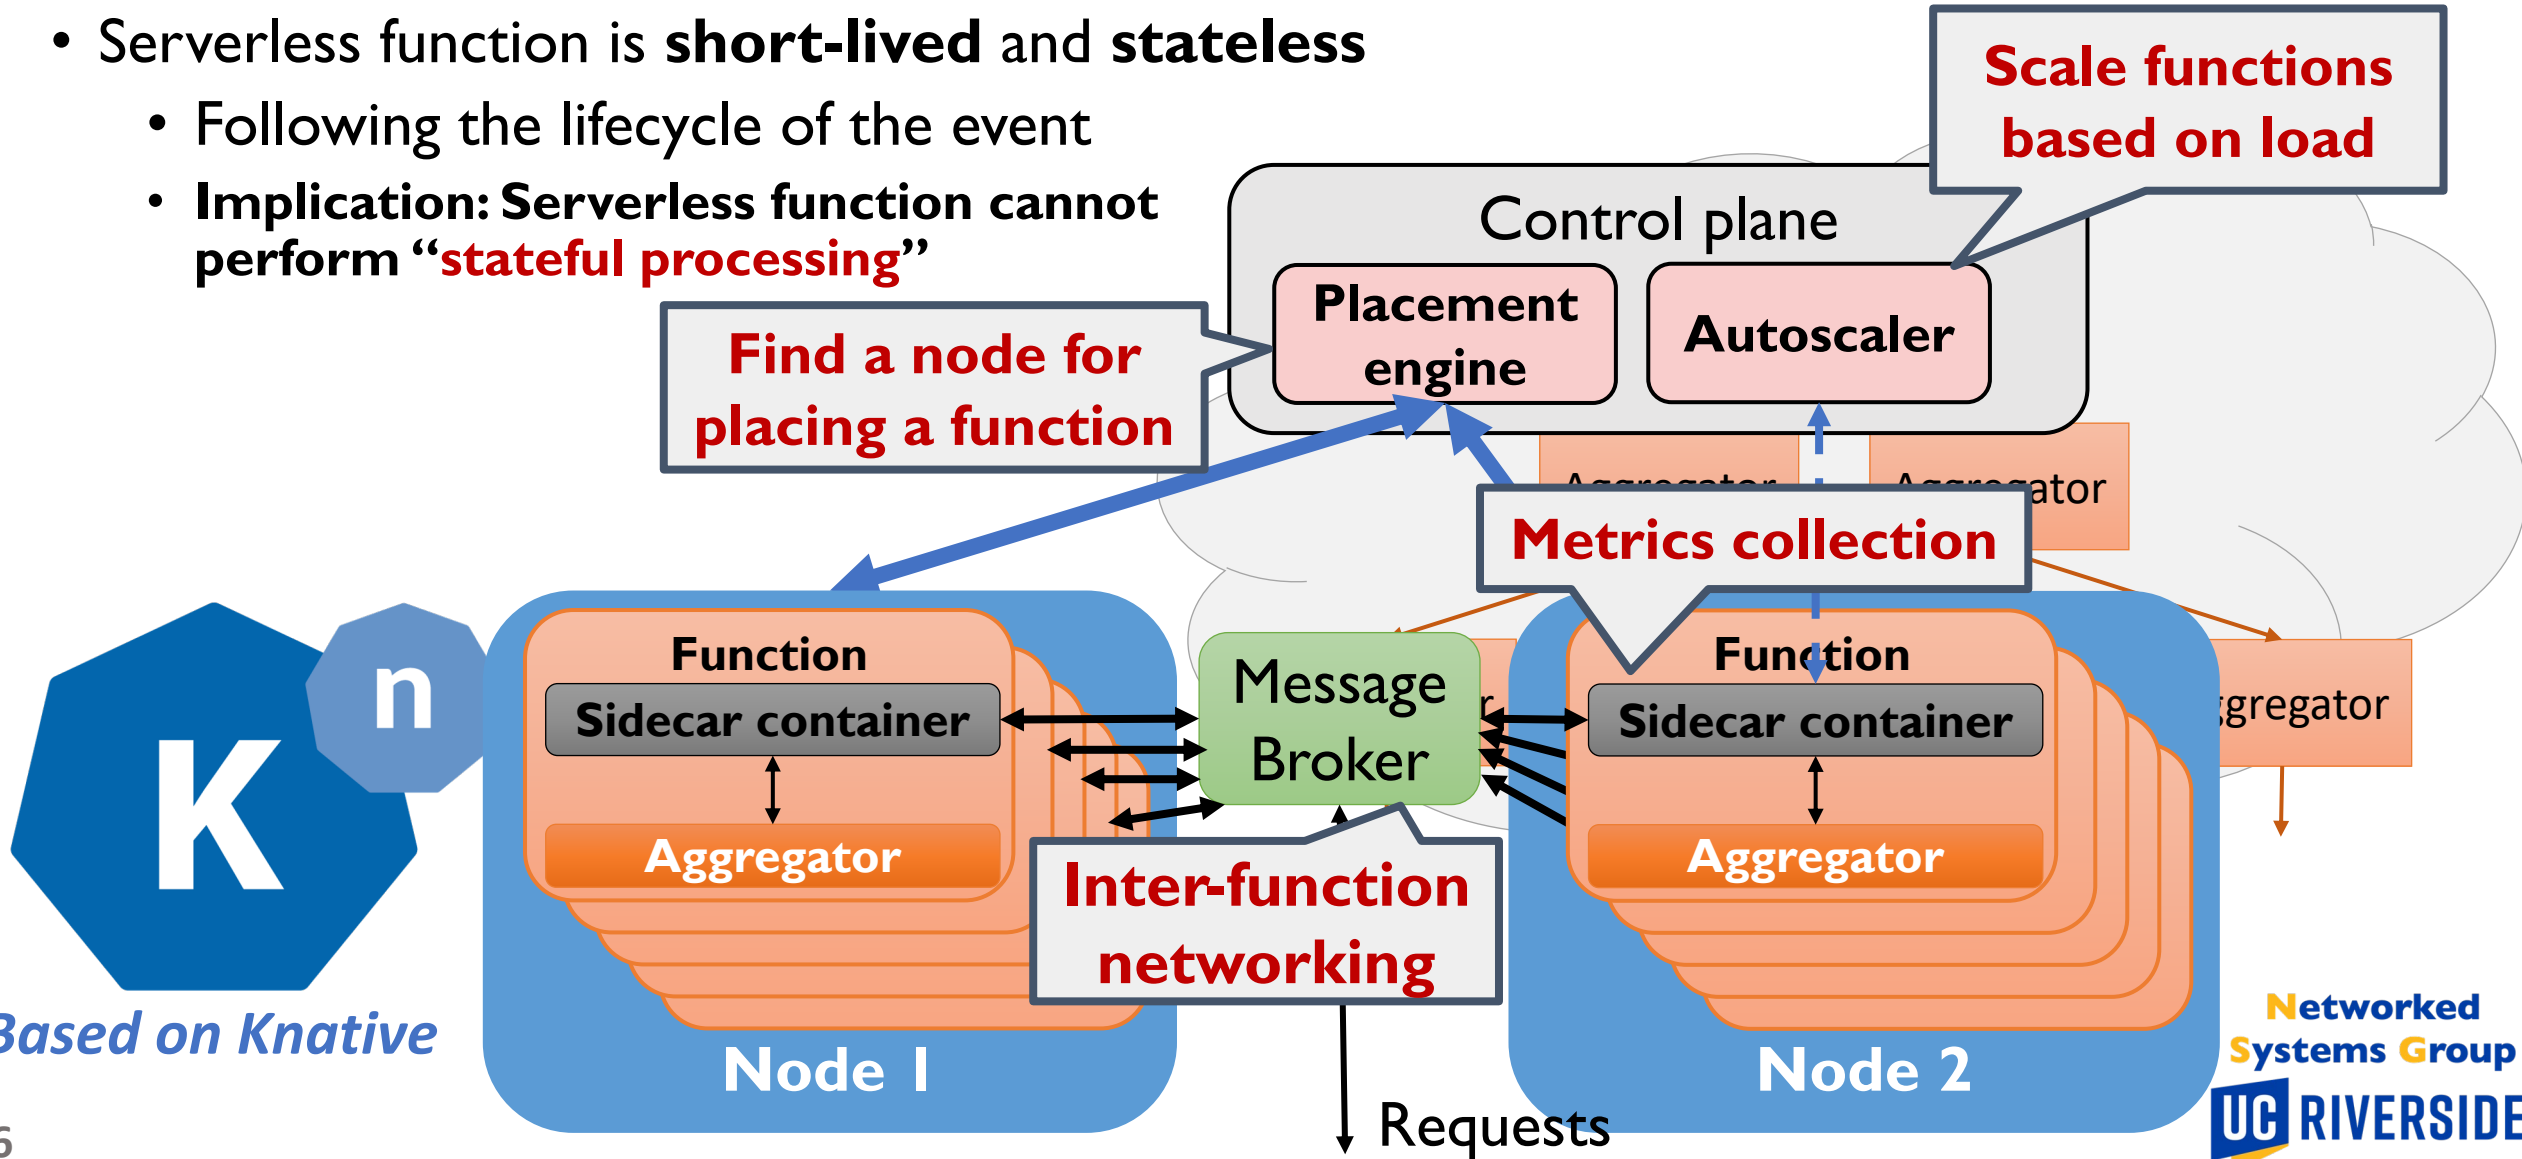 • Serverless function is short-lived and stateless
• Following the lifecycle of the event
• Implication: Serverless function cannot
perform “stateful processing”
Scale functions
based on load
Control plane
Placement
engine
Autoscaler
Find a node for
placing a function
Metrics collection
Function
Sidecar container
Aggregator
Message
Broker
Function
Sidecar container
Aggregator
Inter-function
networking
K
n
Based on Knative
Node 1
Node 2
Requests
Networked
Systems Group
UC RIVERSIDE
6